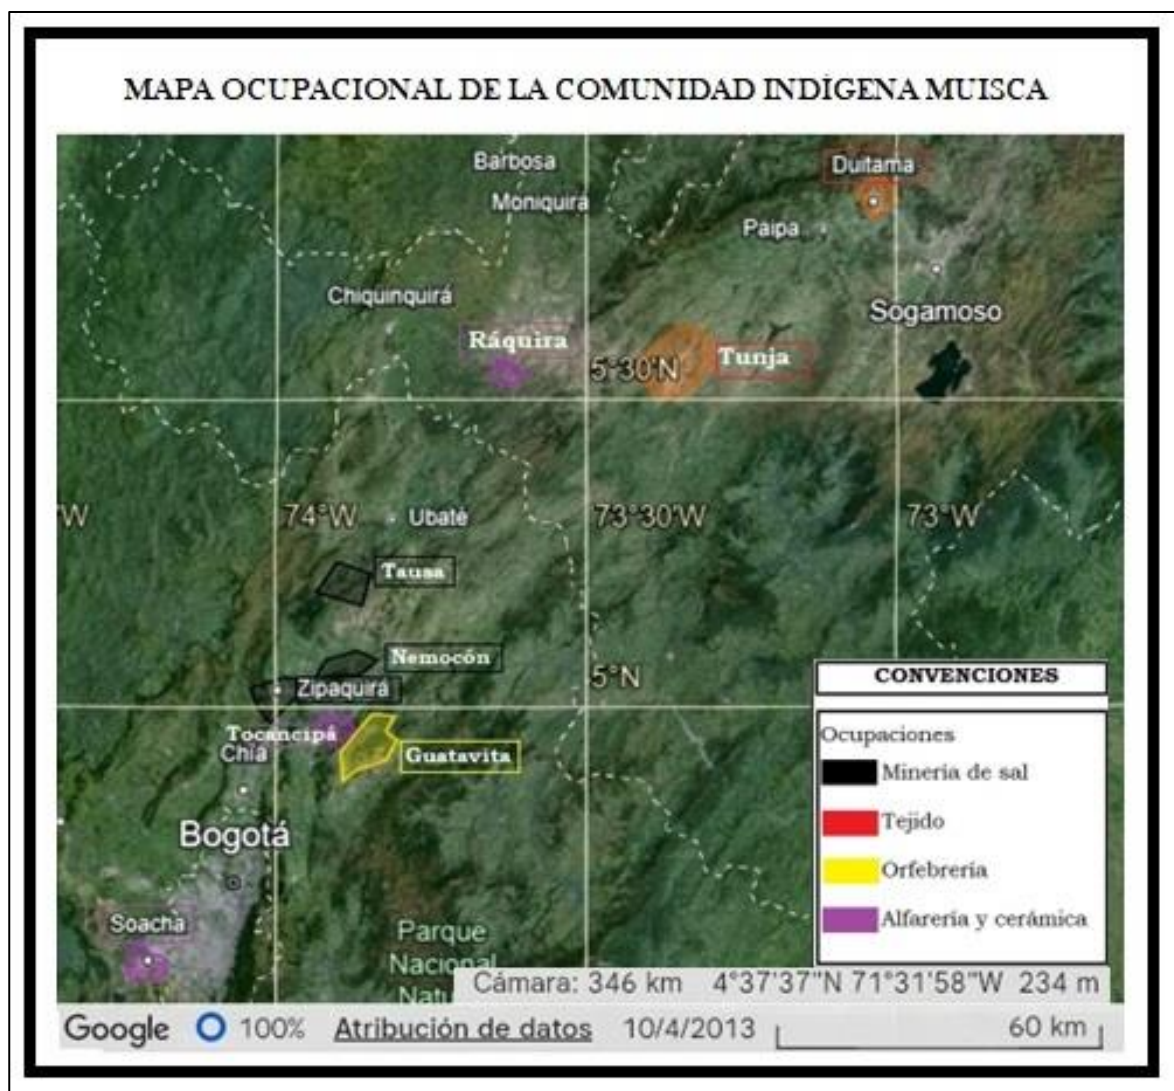 MAPA OCUPACIONAL DE LA COMUNIDAD INDÍGENA MUISCA
Barbosa
Duitama
Moniquirá
Paipa
Chiquinquirá
Sogamoso
Ráquira
5°30'N
Tunja
'W
74°W
Ubaté
73°30'W
73°W
Tausa
Nemocón
5°N
Zipaquirá
Tocancipá
Chía
Guatavita
Bogotá
Soacha
Parque
Nacional
Natu
CONVENCIONES
Ocupaciones
Mineria de sal
Tejido
Orfebrería
Alfarería y cerámica
Cámara: 346 km 4°37'37"N 71°31'58"W 234 m
Google 100% Atribución de datos 10/4/2013 60 km